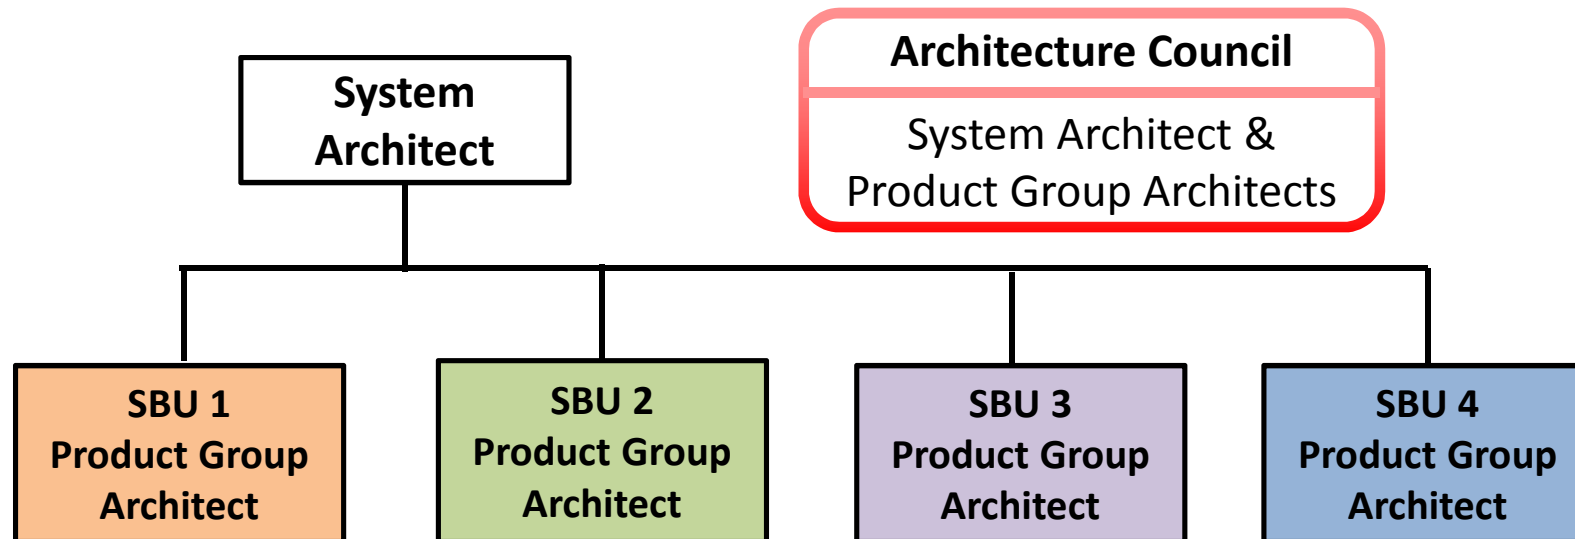 System
Architect
Architecture Council
System Architect &
Product Group Architects
SBU 1
Product Group
Architect
SBU 2
Product Group
Architect
SBU 3
Product Group
Architect
SBU 4
Product Group
Architect